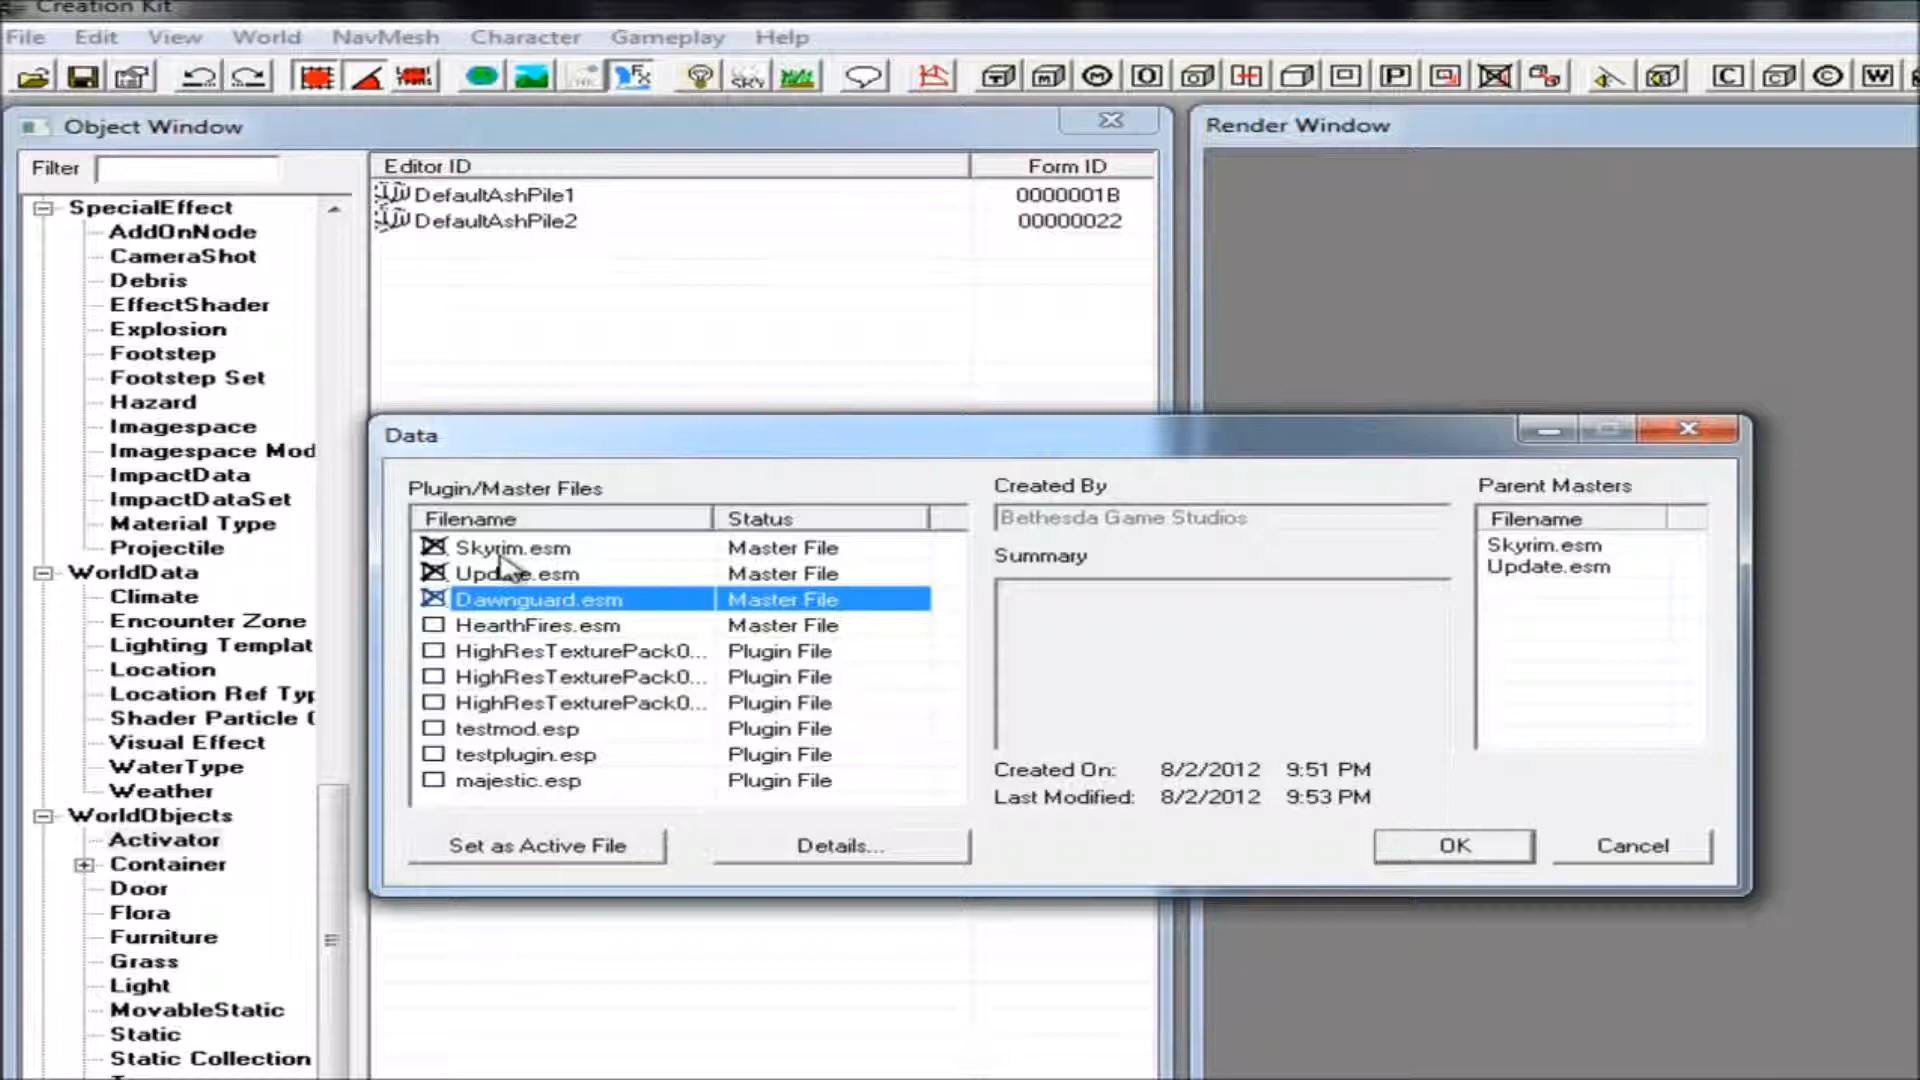 Creation Kit
File Edit View World NavMesh Character Gameplay Help
Object Window
Render Window
Filter
Editor ID Form ID
DefaultAshPile1 0000001B
DefaultAshPile2 00000022
SpecialEffect
AddOnNode
CameraShot
Debris
EffectShader
Explosion
Footstep
Footstep Set
Hazard
Imagespace
Imagespace Mod
ImpactData
ImpactDataSet
Material Type
Projectile
WorldData
Climate
Encounter Zone
Lighting Templat
Location
Location Ref Typ
Shader Particle (
Visual Effect
WaterType
Weather
WorldObjects
Activator
Container
Door
Flora
Furniture
Grass
Light
MovableStatic
Static
Static Collection
Data
Plugin/Master Files
Filename Status
Skyrim.esm Master File
Update.esm Master File
Dawnguard.esm Master File
HearthFires.esm Master File
HighResTexturePack0... Plugin File
HighResTexturePack0... Plugin File
HighResTexturePack0... Plugin File
testmod.esp Plugin File
testplugin.esp Plugin File
majestic.esp Plugin File
Set as Active File
Details...
Created By
Bethesda Game Studios
Summary
Created On: 8/2/2012 9:51 PM
Last Modified: 8/2/2012 9:53 PM
Parent Masters
Filename
Skyrim.esm
Update.esm
OK
Cancel